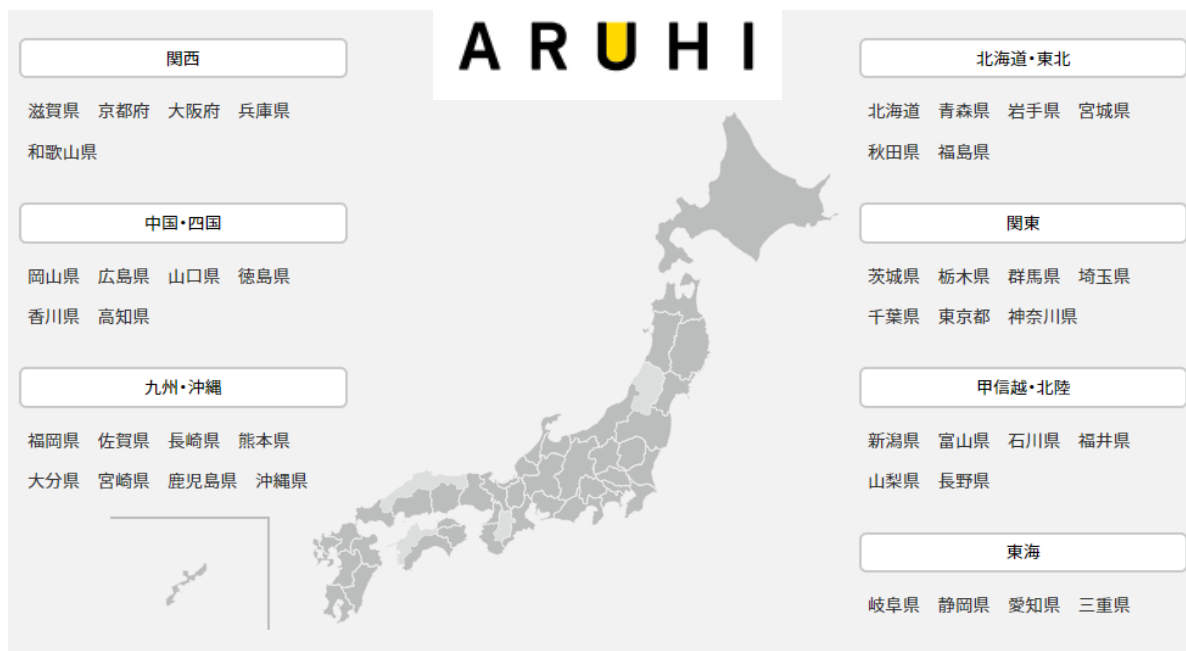 ARUHI
関西
滋賀県 京都府 大阪府 兵庫県
和歌山県
中国・四国
岡山県 広島県 山口県 徳島県
香川県 高知県
九州・沖縄
福岡県 佐賀県 長崎県 熊本県
大分県 宮崎県 鹿児島県 沖縄県
北海道・東北
北海道 青森県 岩手県 宮城県
秋田県 福島県
関東
茨城県 栃木県 群馬県 埼玉県
千葉県 東京都 神奈川県
甲信越・北陸
新潟県 富山県 石川県 福井県
山梨県 長野県
東海
岐阜県 静岡県 愛知県 三重県